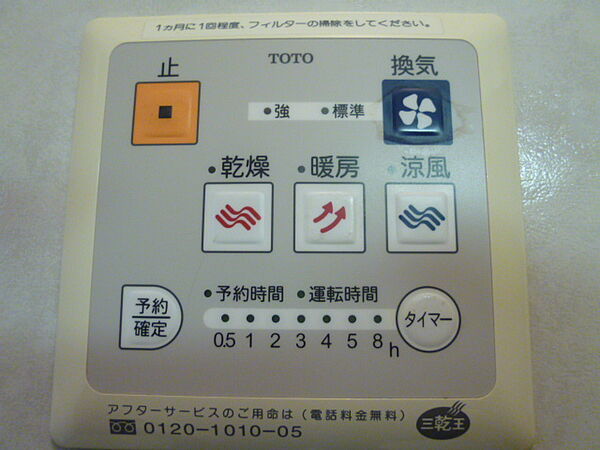 1ヵ月に1回程度、フィルターの掃除をしてください。
TOTO
止
換気
強 標準
乾燥 暖房 涼風
予約時間 運転時間
予約
確定
タイマー
0.5 1 2 3 4 5 8 h
アフターサービスのご用命は(電話料金無料)
0120-1010-05
三乾王